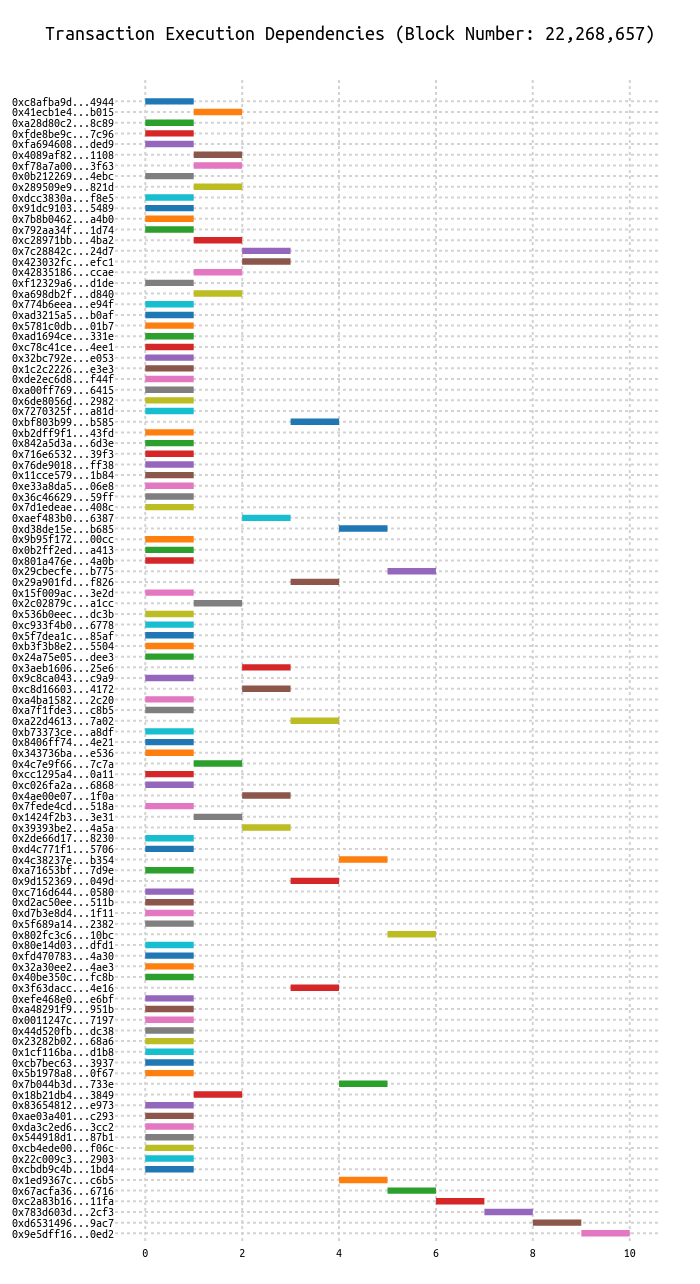 Transaction Execution Dependencies (Block Number: 22,268,657)
0xc8afba9d...4944
0x41ecb1e4...b015
0xa28d80c2...8c89
0xfde8be9c...7c96
0xfa694608...ded9
0x4089af82...1108
0xf78a7a00...3f63
0x0b212269...4ebc
0x289509e9...821d
0xdcc3830a...f8e5
0x91dc9103...5489
0x7b8b0462...a4b0
0x792aa34f...1d74
0xc28971bb...4ba2
0x7c28842c...24d7
0x423032fc...efc1
0x42835186...ccae
0xf12329a6...d1de
0xa698db2f...d840
0x774b6eea...e94f
0xad3215a5...b0af
0x5781c0db...01b7
0xad1694ce...331e
0xc78c41ce...4ee1
0x32bc792e...e053
0x1c2c2226...e3e3
0xde2ec6d8...f44f
0xa00ff769...6415
0x6de8056d...2982
0x7270325f...a81d
0xbf803b99...b585
0xb2dff9f1...43fd
0x842a5d3a...6d3e
0x716e6532...39f3
0x76de9018...ff38
0x11cce579...1b84
0xe33a8da5...06e8
0x36c46629...59ff
0x7d1edeae...408c
0xaef483b0...6387
0xd38de15e...b685
0x9b95f172...00cc
0x0b2ff2ed...a413
0x801a476e...4a0b
0x29cbecfe...b775
0x29a901fd...f826
0x15f009ac...3e2d
0x2c02879c...a1cc
0x536b0eec...dc3b
0xc933f4b0...6778
0x5f7dea1c...85af
0xb3f3b8e2...5504
0x24a75e05...dee3
0x3aeb1606...25e6
0x9c8ca043...c9a9
0xc8d16603...4172
0xa4ba1582...2c20
0xa7f1fde3...c8b5
0xa22d4613...7a02
0xb73373ce...a8df
0x8406ff74...4e21
0x343736ba...e536
0x4c7e9f66...7c7a
0xcc1295a4...0a11
0xc026fa2a...6868
0x4ae00e07...1f0a
0x7fede4cd...518a
0x1424f2b3...3e31
0x39393be2...4a5a
0x2de66d17...8230
0xd4c771f1...5706
0x4c38237e...b354
0xa71653bf...7d9e
0x9d152369...049d
0xc716d644...0580
0xd2ac50ee...511b
0xd7b3e8d4...1f11
0x5f689a14...2382
0x802fc3c6...10bc
0x80e14d03...dfd1
0xfd470783...4a30
0x32a30ee2...4ae3
0x40be350c...fc8b
0x3f63dacc...4e16
0xefe468e0...e6bf
0xa48291f9...951b
0x0011247c...7197
0x44d520fb...dc38
0x23282b02...68a6
0x1cf116ba...d1b8
0xcb7bec63...3937
0x5b1978a8...0f67
0x7b044b3d...733e
0x18b21db4...3849
0x83654812...e973
0xae03a401...c293
0xda3c2ed6...3cc2
0x544918d1...87b1
0xcb4ede00...f06c
0x22c009c3...2903
0xcbdb9c4b...1bd4
0x1ed9367c...c6b5
0x67acfa36...6716
0xc2a83b16...11fa
0x783d603d...2cf3
0xd6531496...9ac7
0x9e5dff16...0ed2
0 2 4 6 8 10